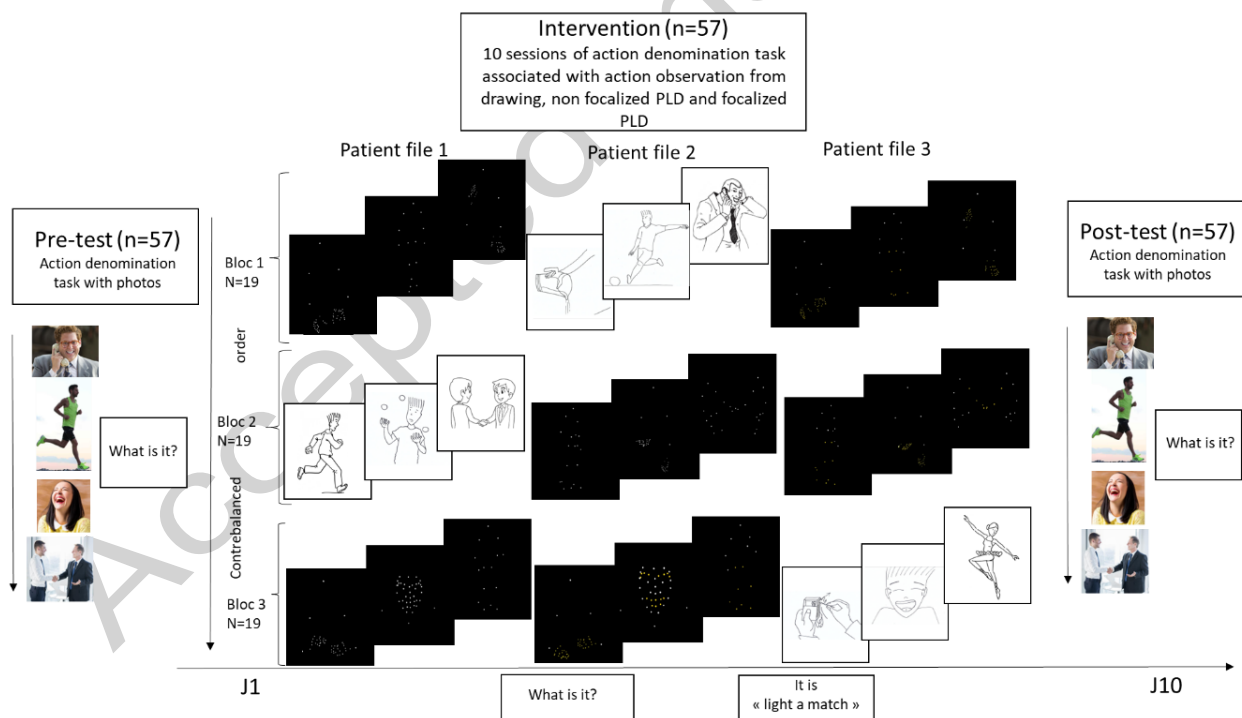 Intervention (n=57)
10 sessions of action denomination task
associated with action observation from
drawing, non focalized PLD and focalized
PLD
Patient file 1
Patient file 2
Patient file 3
Pre-test (n=57)
Action denomination
task with photos
What is it?
Bloc 1
N=19
order
Bloc 2
N=19
Contrebalanced
Bloc 3
N=19
Post-test (n=57)
Action denomination
task with photos
What is it?
J1
What is it?
It is
« light a match »
J10